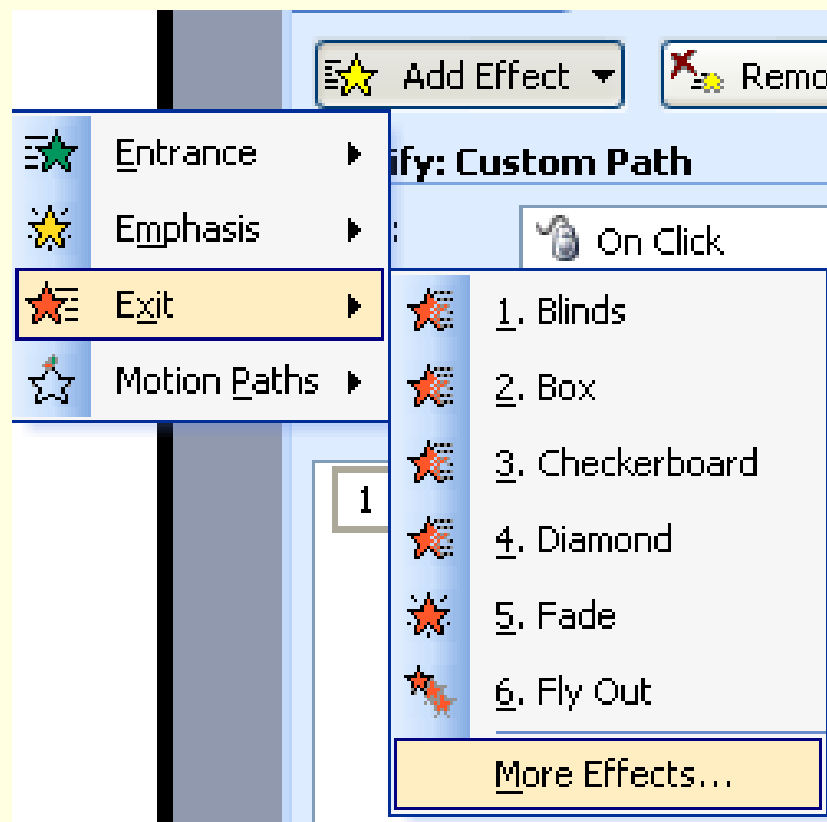 Add Effect
Remo
Entrance
ify: Custom Path
Emphasis
:
On Click
Exit
1. Blinds
Motion Paths
2. Box
3. Checkerboard
1
4. Diamond
5. Fade
6. Fly Out
More Effects...